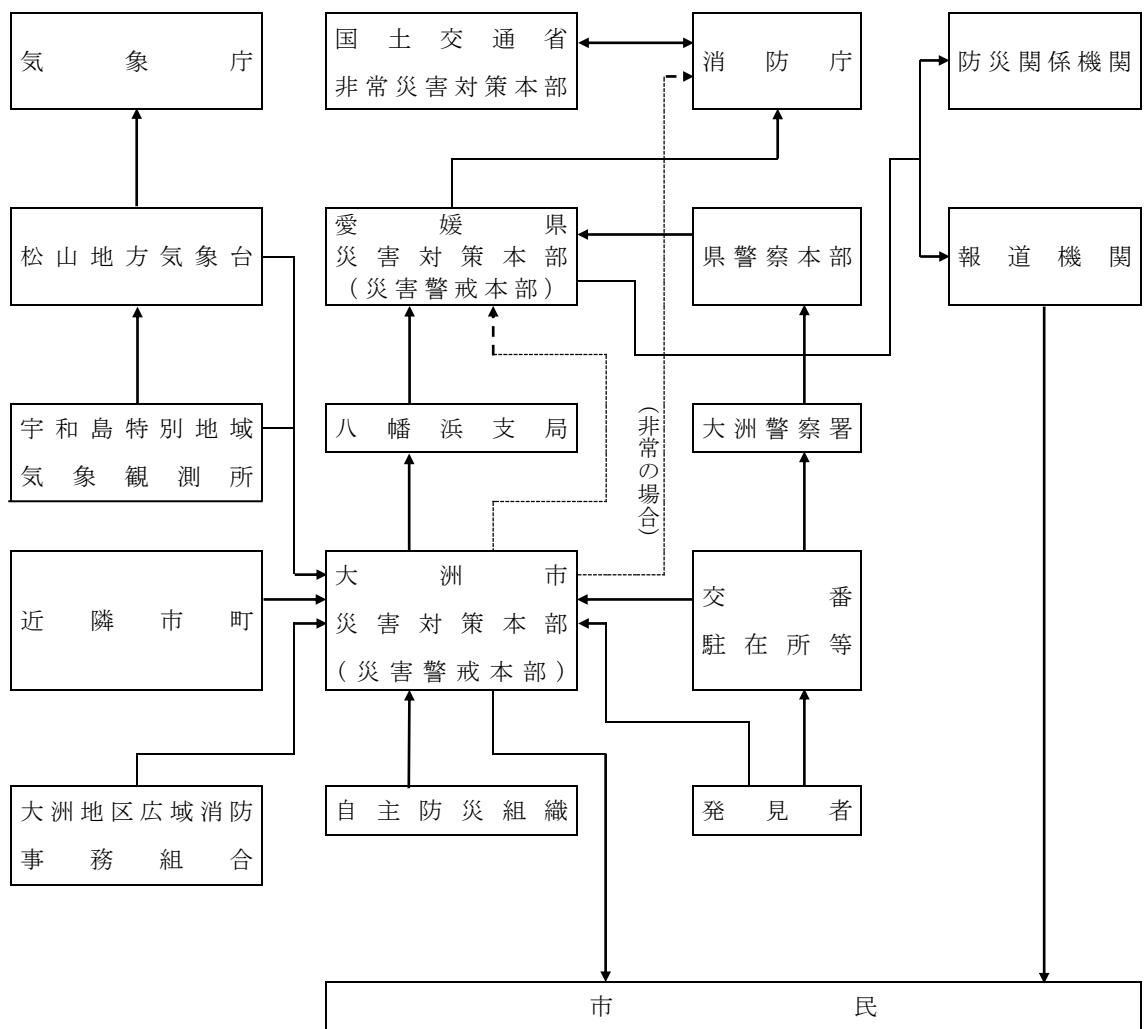 気象庁
国土交通省
非常災害対策本部
消防庁
防災関係機関
松山地方気象台
愛媛県
災害対策本部
(災害警戒本部)
県警察本部
報道機関
宇和島特別地域
気象観測所
八幡浜支局
(非常の場合)
大洲警察署
近隣市町
大洲市
災害対策本部
(災害警戒本部)
交番
駐在所等
大洲地区広域消防
事務組合
自主防災組織
発見者
市民